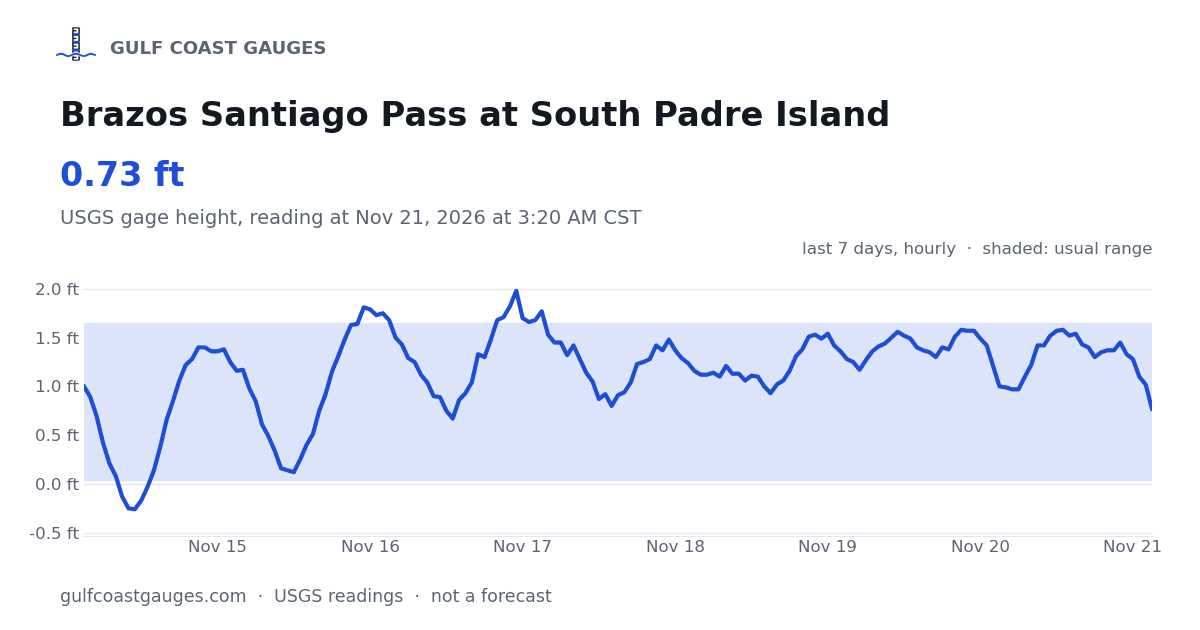 GULF COAST GAUGES
Brazos Santiago Pass at South Padre Island
0.73 ft
USGS gage height, reading at Nov 21, 2026 at 3:20 AM CST
last 7 days, hourly · shaded: usual range
2.0 ft
1.5 ft
1.0 ft
0.5 ft
0.0 ft
-0.5 ft
Nov 15 Nov 16 Nov 17 Nov 18 Nov 19 Nov 20 Nov 21
gulfcoastgauges.com · USGS readings · not a forecast